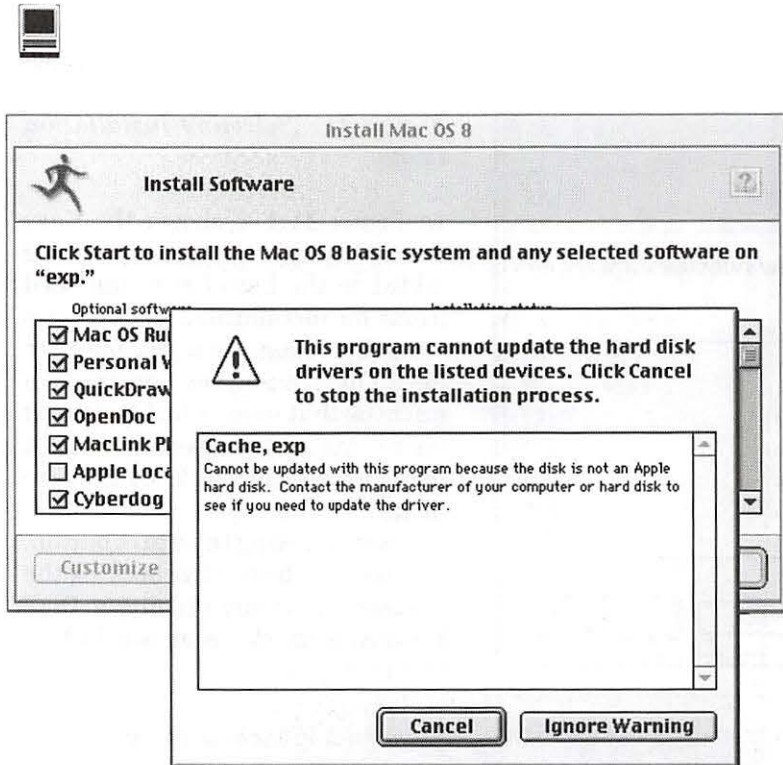 Install Mac OS 8
Install Software
?
Click Start to install the Mac OS 8 basic system and any selected software on
“exp.”
Optional software
Mac OS Ru
Personal
QuickDraw
OpenDoc
MacLink Pl
Apple Loca
Cyberdog
This program cannot update the hard disk
drivers on the listed devices. Click Cancel
to stop the installation process.
Cache, exp
Cannot be updated with this program because the disk is not an Apple
hard disk. Contact the manufacturer of your computer or hard disk to
see if you need to update the driver.
Customize
Cancel
Ignore Warning